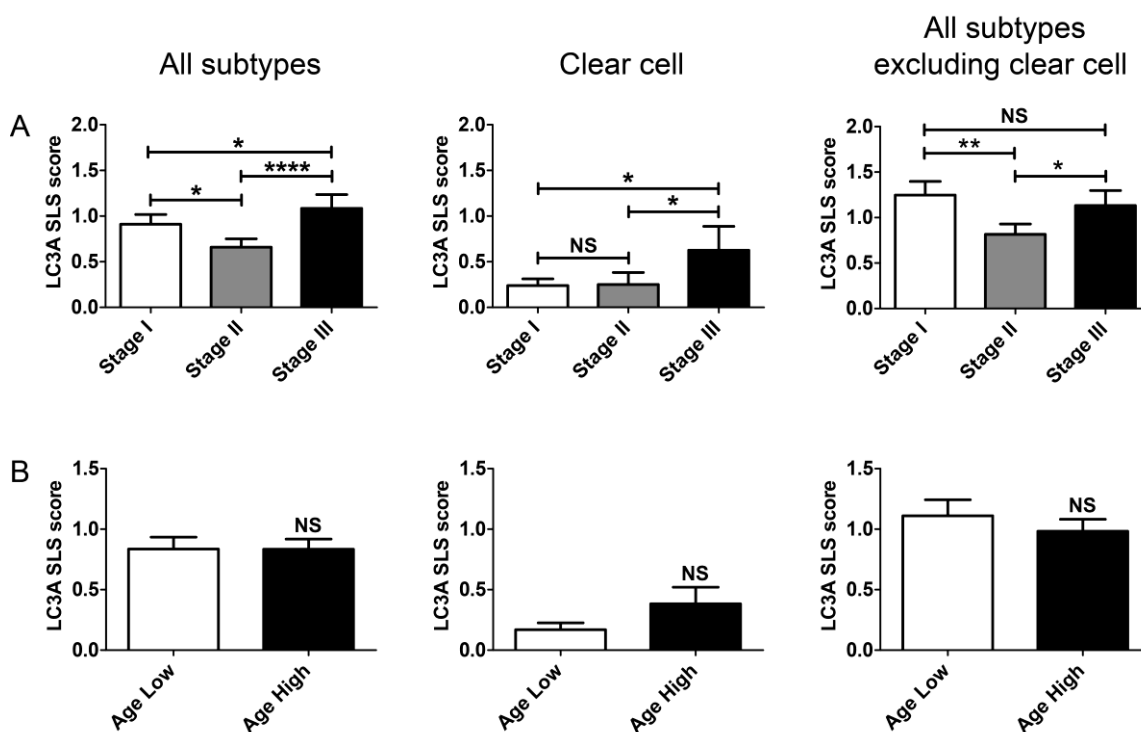 All subtypes
Clear cell
All subtypes
excluding clear cell
A
LC3A SLS score
2.0
1.5
1.0
0.5
0.0
*
****
*
Stage I
Stage II
Stage III
LC3A SLS score
2.0
1.5
1.0
0.5
0.0
*
*
NS
Stage I
Stage II
Stage III
LC3A SLS score
2.0
1.5
1.0
0.5
0.0
NS
**
*
Stage I
Stage II
Stage III
B
LC3A SLS score
1.5
1.0
0.5
0.0
NS
Age Low
Age High
LC3A SLS score
1.5
1.0
0.5
0.0
NS
Age Low
Age High
LC3A SLS score
1.5
1.0
0.5
0.0
NS
Age Low
Age High